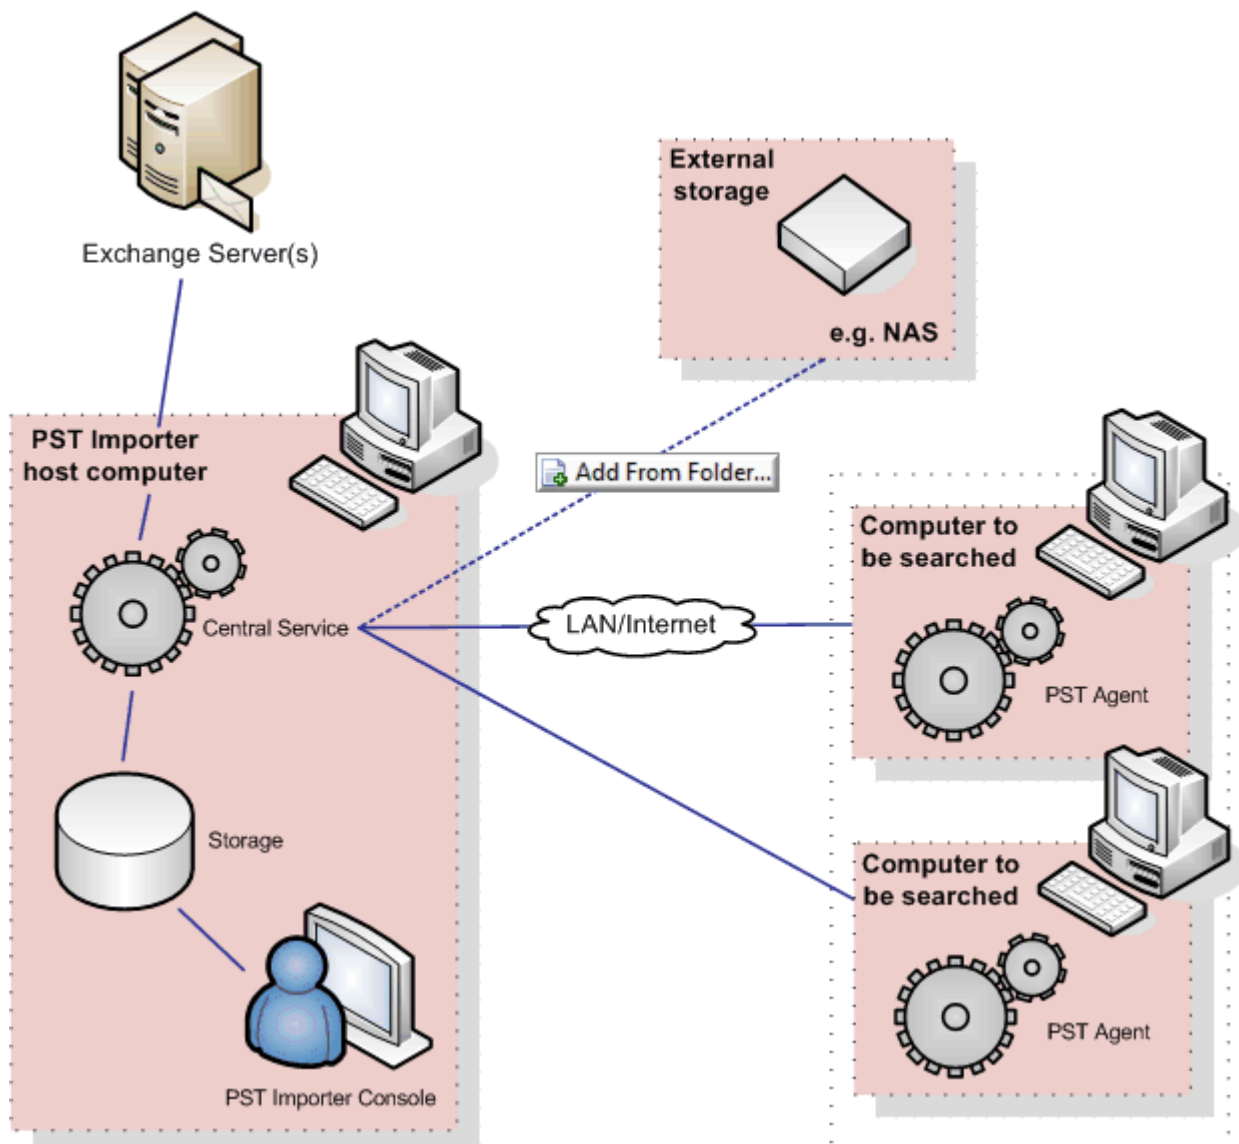 Exchange Server(s)
External
storage
e.g. NAS
PST Importer
host computer
Add From Folder...
Computer to
be searched
Central Service
LAN/Internet
PST Agent
Storage
Computer to
be searched
PST Agent
PST Importer Console